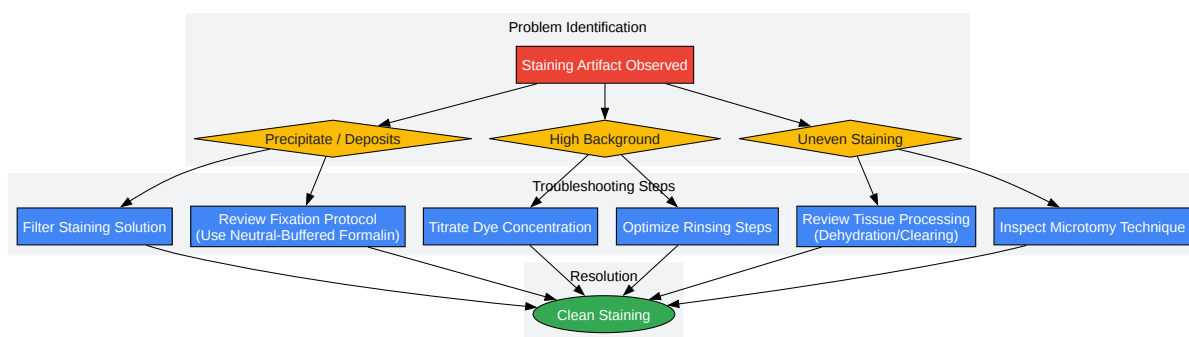 Problem Identification
Staining Artifact Observed
Precipitate / Deposits
High Background
Uneven Staining
Troubleshooting Steps
Filter Staining Solution
Review Fixation Protocol
(Use Neutral-Buffered Formalin)
Titrate Dye Concentration
Optimize Rinsing Steps
Review Tissue Processing
(Dehydration/Clearing)
Inspect Microtomy Technique
Resolution
Clean Staining